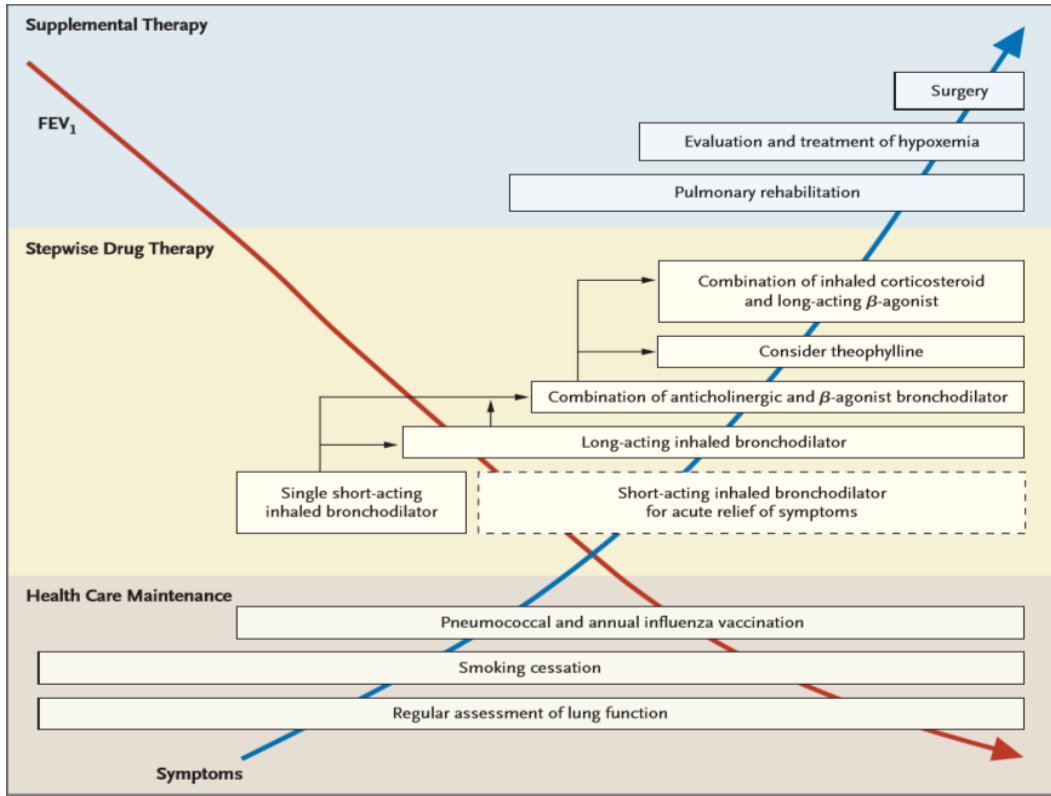 Supplemental Therapy
FEV₁
Surgery
Evaluation and treatment of hypoxemia
Pulmonary rehabilitation
Stepwise Drug Therapy
Combination of inhaled corticosteroid
and long-acting β-agonist
Consider theophylline
Combination of anticholinergic and β-agonist bronchodilator
Long-acting inhaled bronchodilator
Single short-acting
inhaled bronchodilator
Short-acting inhaled bronchodilator
for acute relief of symptoms
Health Care Maintenance
Pneumococcal and annual influenza vaccination
Smoking cessation
Regular assessment of lung function
Symptoms